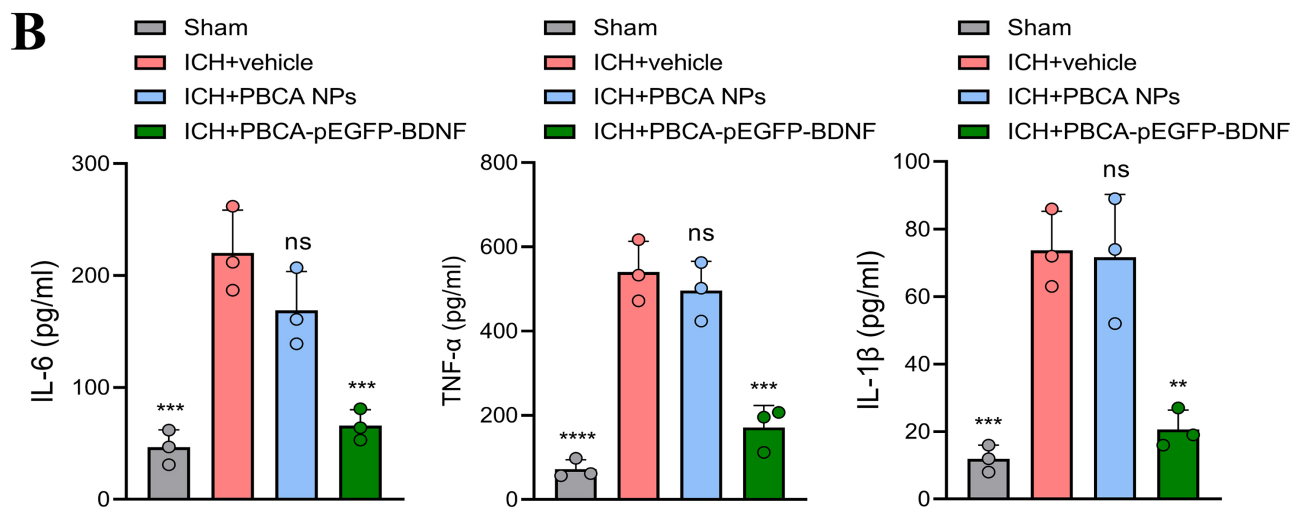 B
Sham
ICH+vehicle
ICH+PBCA NPs
ICH+PBCA-pEGFP-BDNF
300
200
100
0
IL-6 (pg/ml)
***
ns
***
Sham
ICH+vehicle
ICH+PBCA NPs
ICH+PBCA-pEGFP-BDNF
800
600
400
200
0
TNF-α (pg/ml)
****
ns
***
Sham
ICH+vehicle
ICH+PBCA NPs
ICH+PBCA-pEGFP-BDNF
100
80
60
40
20
0
IL-1β (pg/ml)
***
ns
**